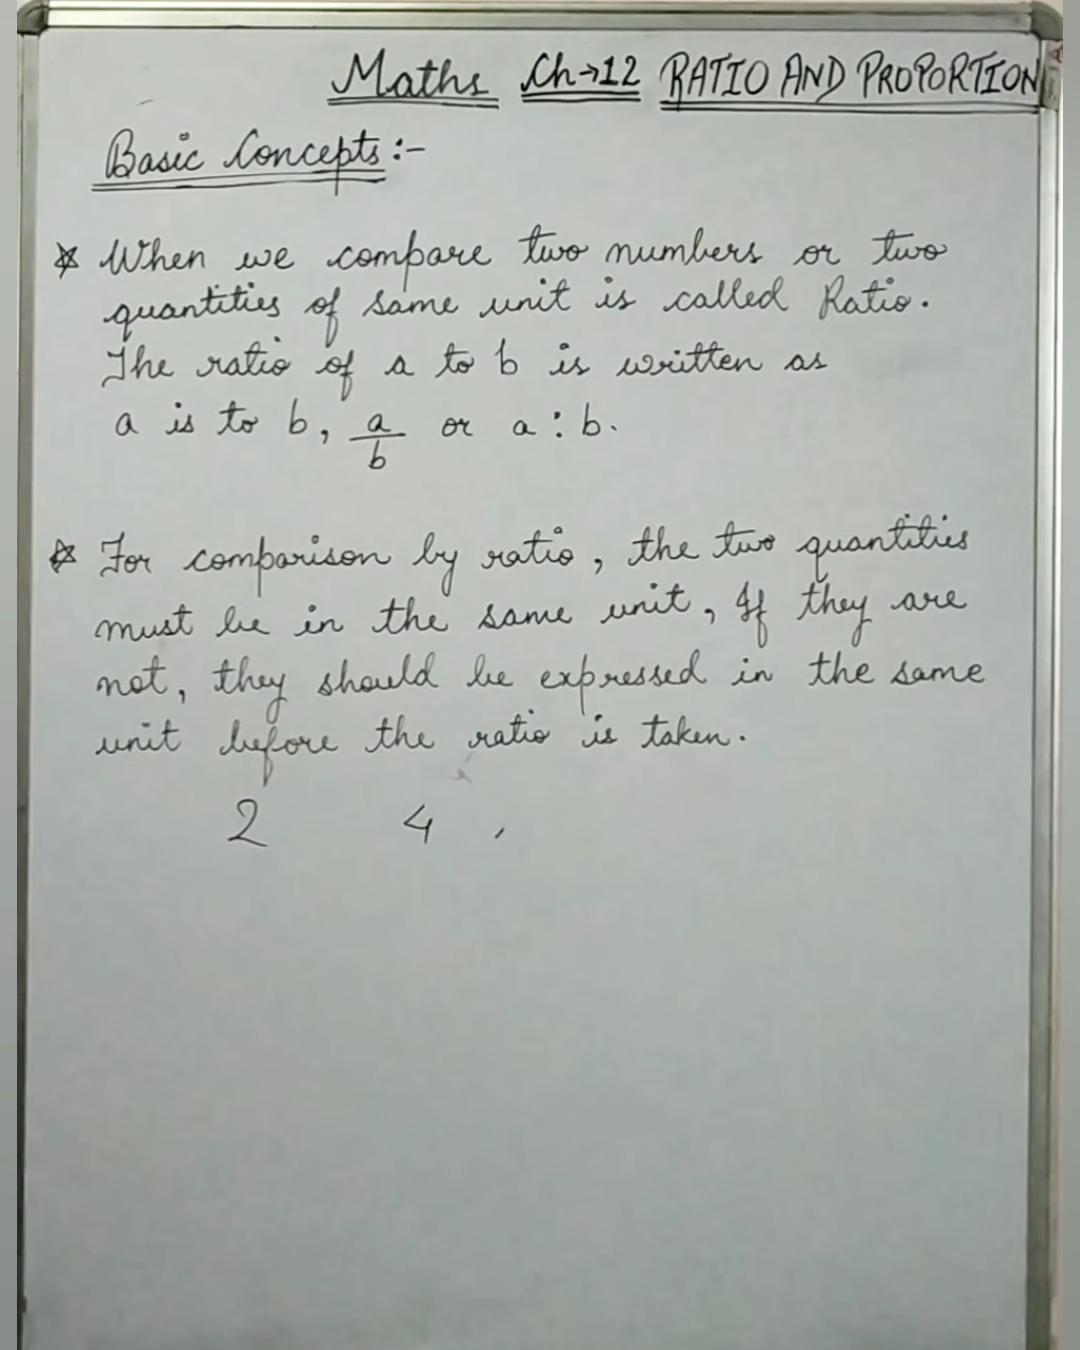 Maths Ch→12 RATIO AND PROPORTION
Basic Concepts :-
☆ When we compare two numbers or two
quantities of same unit is called Ratio.
The ratio of a to b is written as
a is to b, a/b or a : b.
☆ For comparison by ratio, the two quantities
must be in the same unit, If they are
not, they should be expressed in the same
unit before the ratio is taken.
2 4